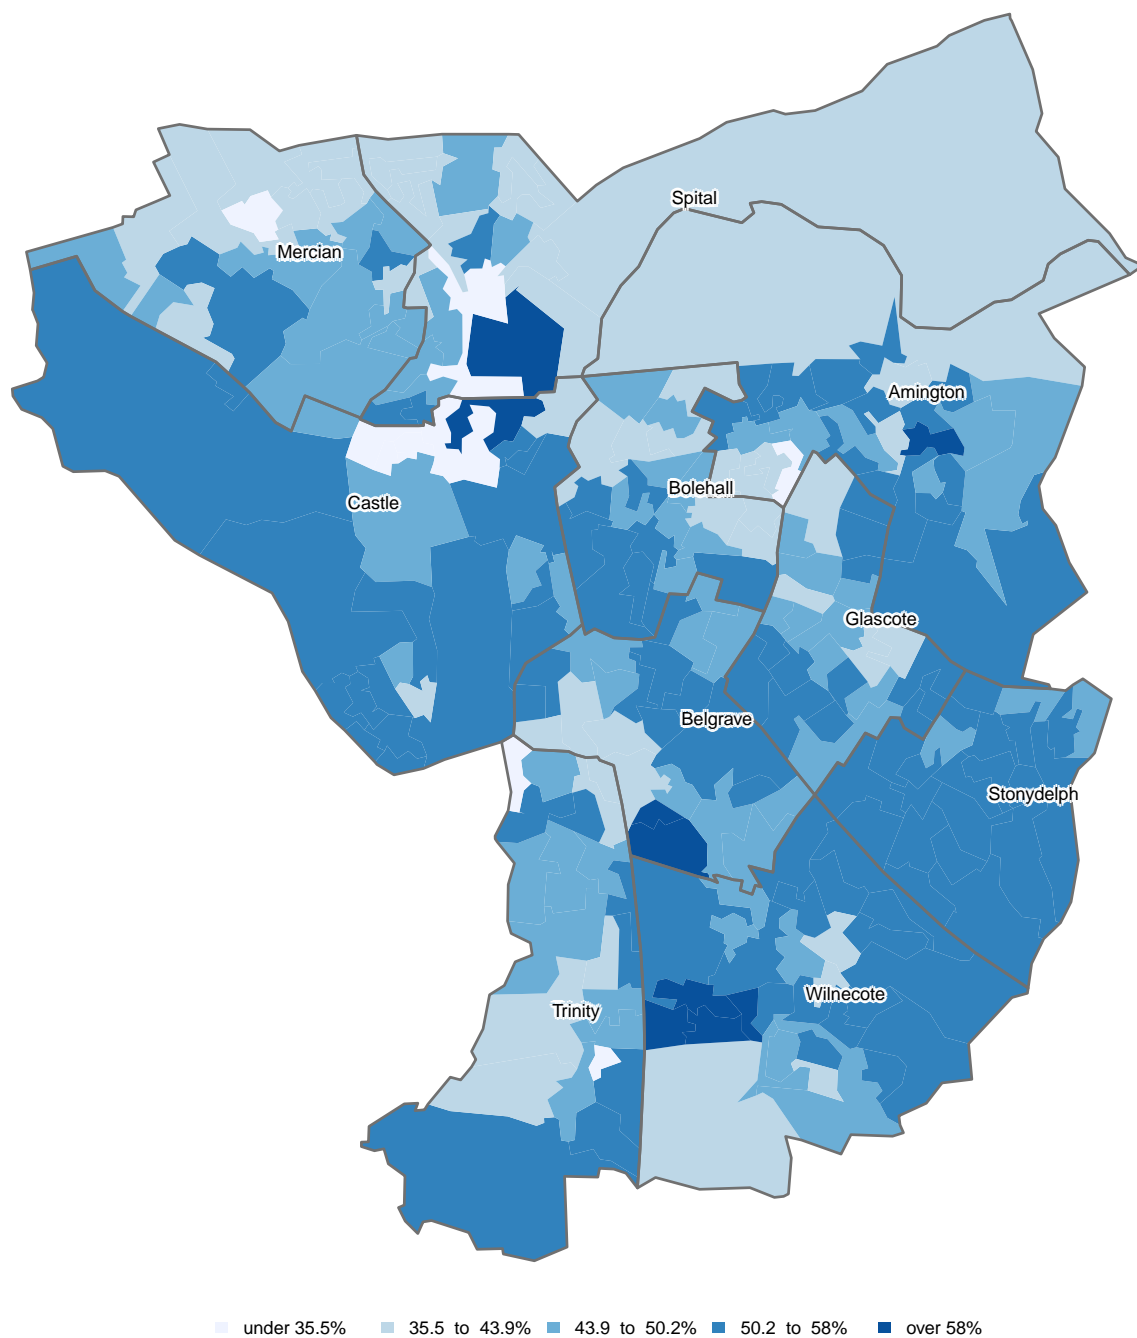 Spital
Mercian
Amington
Bolehall
Castle
Glascote
Belgrave
Stonydelph
Wilnecote
Trinity
under 35.5% 35.5 to 43.9% 43.9 to 50.2% 50.2 to 58% over 58%